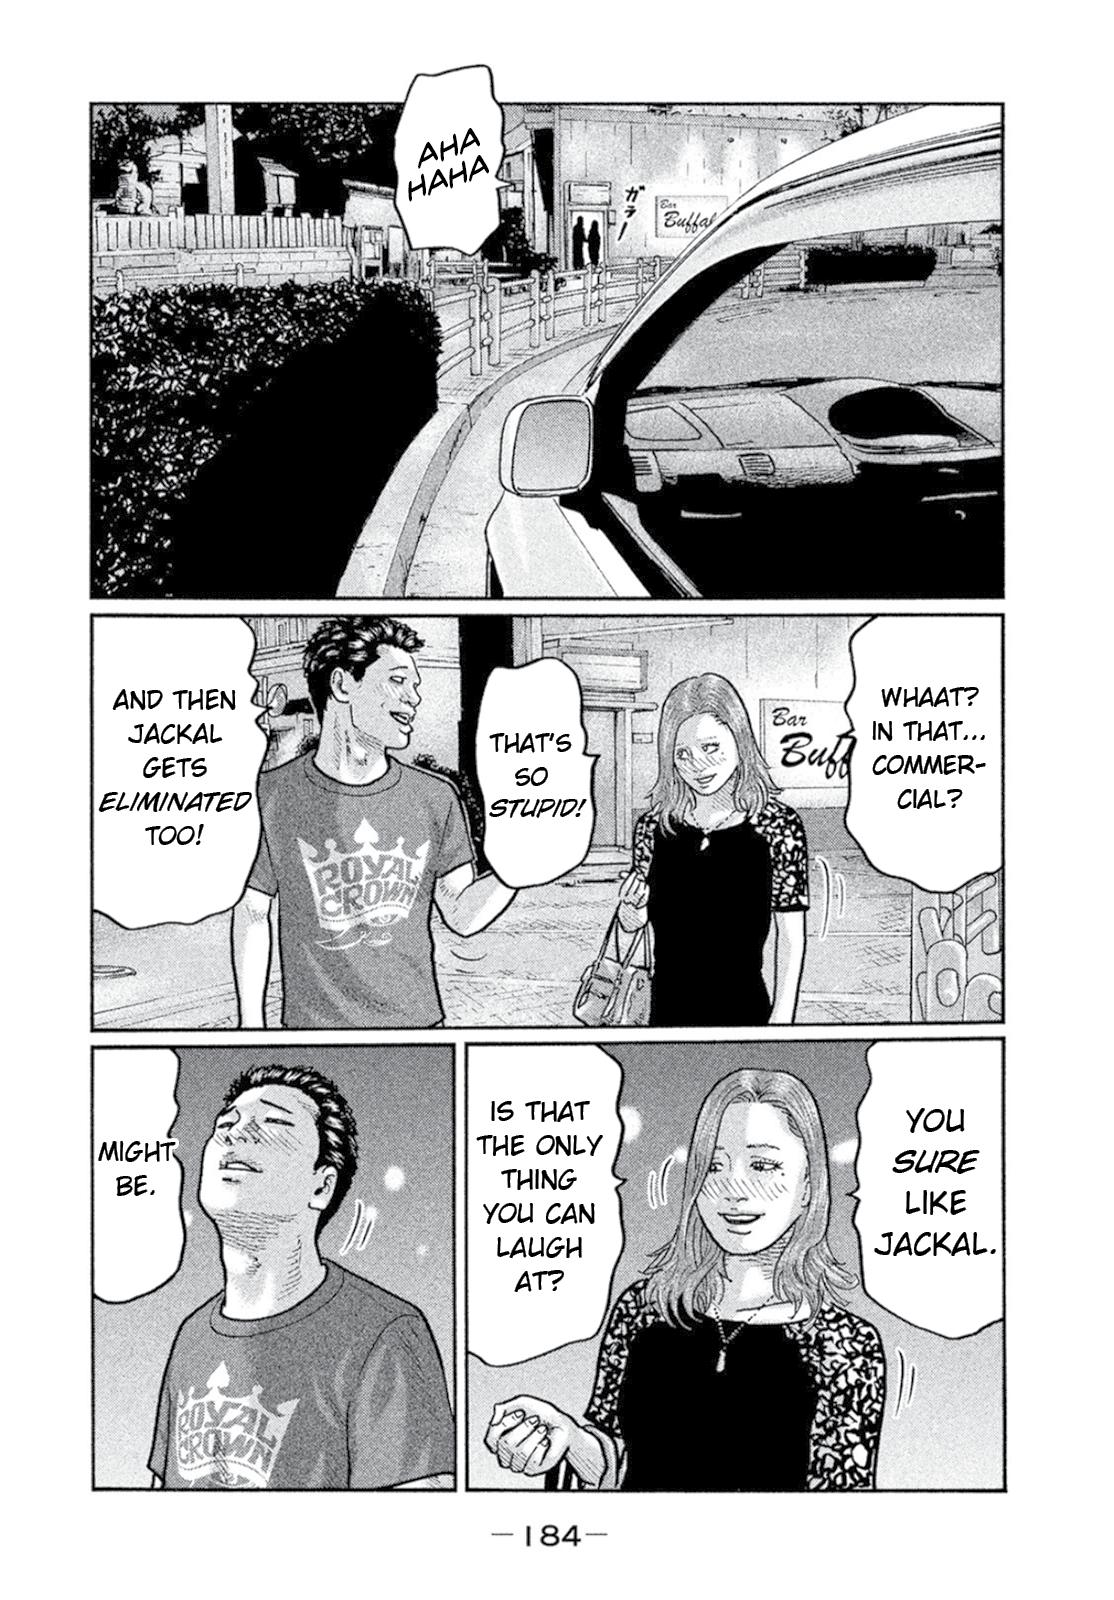 AHA
HAHA
ガラー
Bar
Buffal
WHAAT?
IN THAT...
COMMER-
CIAL?
THAT'S
SO
STUPID!
AND THEN
JACKAL
GETS
ELIMINATED
TOO!
Bar
Buff
ROYAL
CROWN
YOU
SURE
LIKE
JACKAL.
IS THAT
THE ONLY
THING
YOU CAN
LAUGH
AT?
MIGHT
BE.
ROYAL
CROWN
—184—